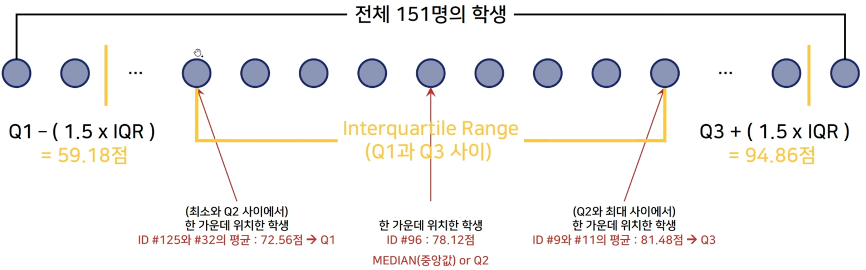 전체 151명의 학생
...
...
Q1 – ( 1.5 x IQR )
= 59.18점
Interquartile Range
(Q1과 Q3 사이)
Q3 + ( 1.5 x IQR )
= 94.86점
(최소와 Q2 사이에서)
한 가운데 위치한 학생
ID #125와 #32의 평균 : 72.56점 → Q1
한 가운데 위치한 학생
ID #96 : 78.12점
MEDIAN(중앙값) or Q2
(Q2와 최대 사이에서)
한 가운데 위치한 학생
ID #9와 #11의 평균 : 81.48점 → Q3